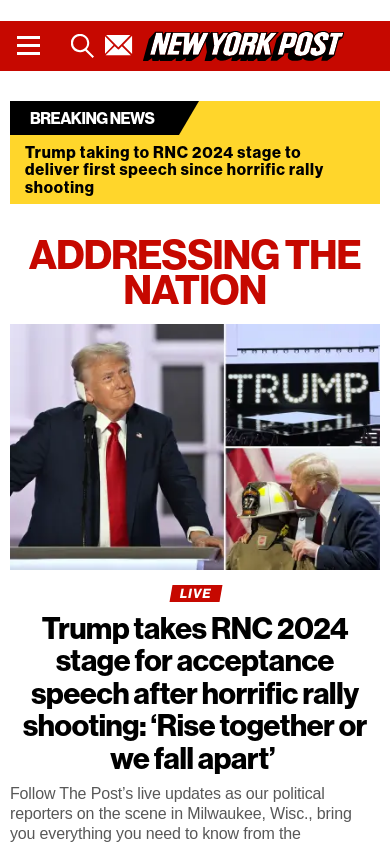 NEW YORK POST
BREAKING NEWS
Trump taking to RNC 2024 stage to
deliver first speech since horrific rally
shooting
ADDRESSING THE
NATION
TRUMP
LIVE
Trump takes RNC 2024
stage for acceptance
speech after horrific rally
shooting: ‘Rise together or
we fall apart’
Follow The Post’s live updates as our political
reporters on the scene in Milwaukee, Wisc., bring
you everything you need to know from the